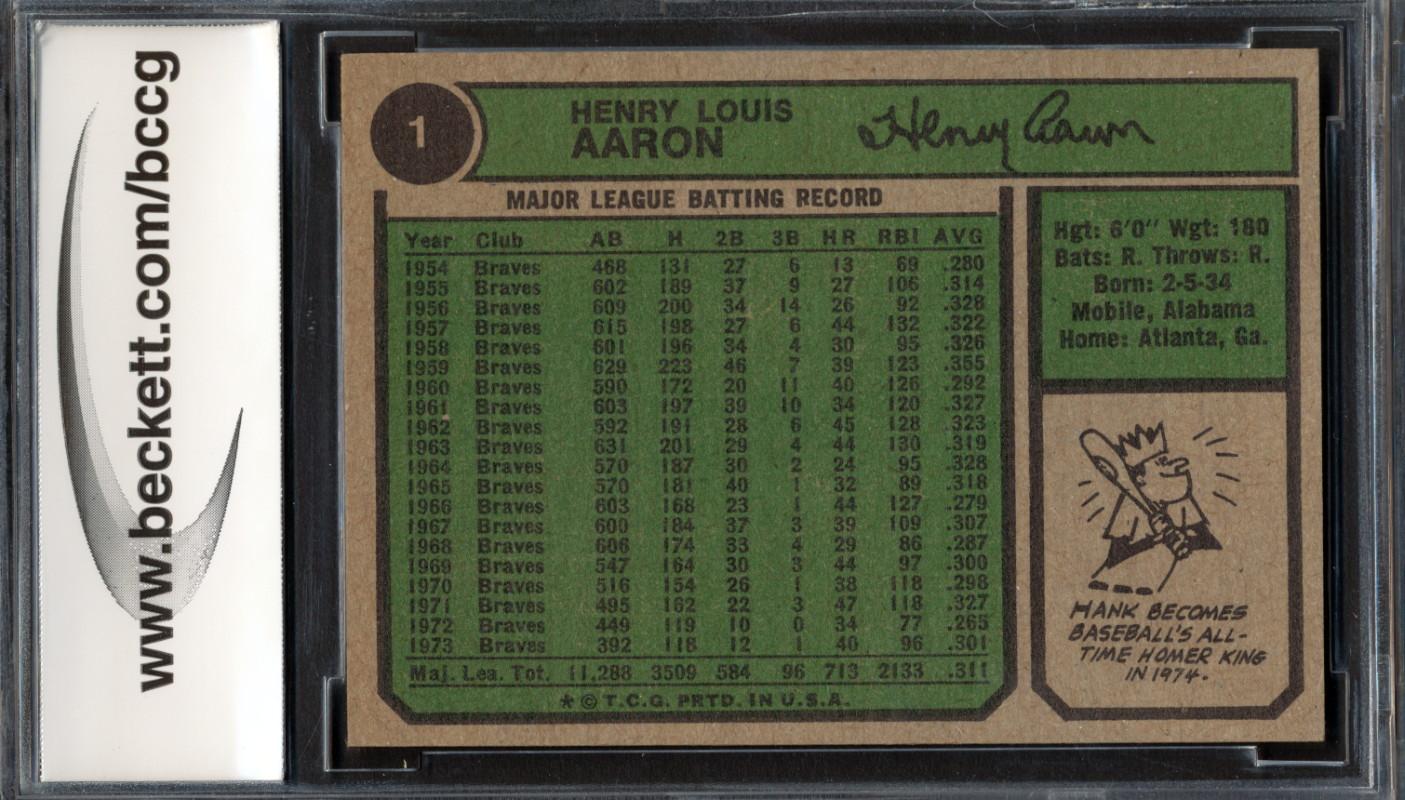 www.beckett.com/bccg
1
HENRY LOUIS
AARON
Henry Aaron
MAJOR LEAGUE BATTING RECORD
Year Club AB H 2B 3B HR RBI AVG
1954 Braves 468 131 27 6 13 69 .280
1955 Braves 602 189 37 9 27 106 .314
1956 Braves 609 200 34 14 26 92 .328
1957 Braves 615 198 27 6 44 132 .322
1958 Braves 601 196 34 4 30 95 .326
1959 Braves 629 223 46 7 39 123 .355
1960 Braves 590 172 20 11 40 126 .292
1961 Braves 603 197 39 10 34 120 .327
1962 Braves 592 191 28 6 45 128 .323
1963 Braves 631 201 29 4 44 130 .319
1964 Braves 570 187 30 2 24 95 .328
1965 Braves 570 181 40 1 32 89 .318
1966 Braves 603 168 23 1 44 127 .279
1967 Braves 600 184 37 3 39 109 .307
1968 Braves 606 174 33 4 29 86 .287
1969 Braves 547 164 30 3 44 97 .300
1970 Braves 516 154 26 1 38 118 .298
1971 Braves 495 162 22 3 47 118 .327
1972 Braves 449 119 10 0 34 77 .265
1973 Braves 392 118 12 1 40 96 .301
Maj. Lea. Tot. 11,288 3509 584 96 713 2133 .311
* © T.C.G. PRTD. IN U.S.A.
Hgt: 6'0" Wgt: 180
Bats: R. Throws: R.
Born: 2-5-34
Mobile, Alabama
Home: Atlanta, Ga.
HANK BECOMES
BASEBALL'S ALL-
TIME HOMER KING
IN 1974.